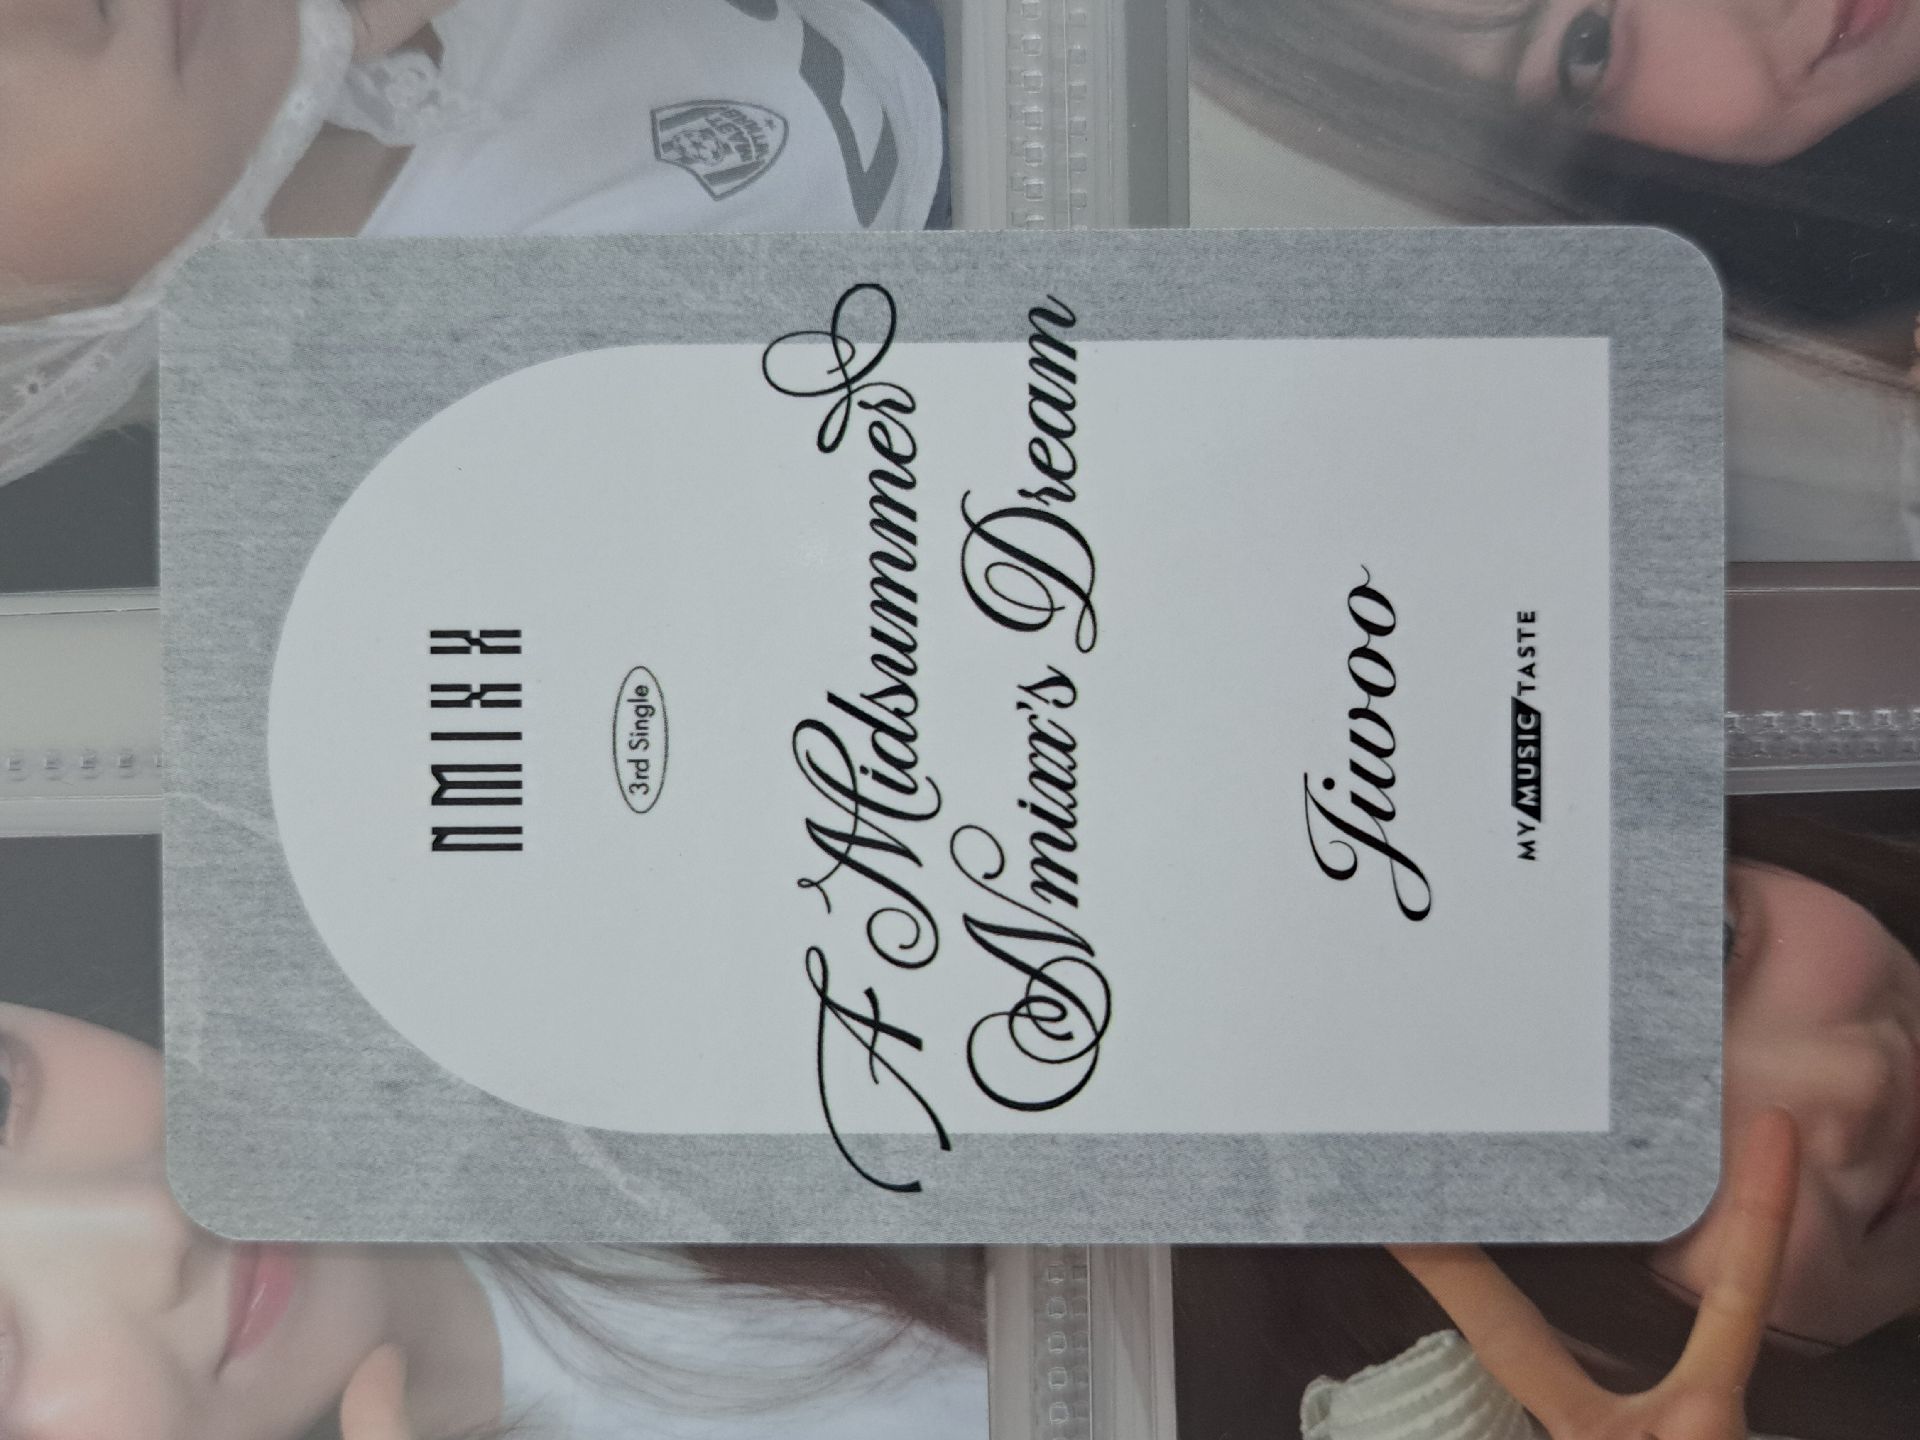 NMIXX
3rd Single
A Midsummer
Nmixx's Dream
Jiwoo
MY MUSIC TASTE